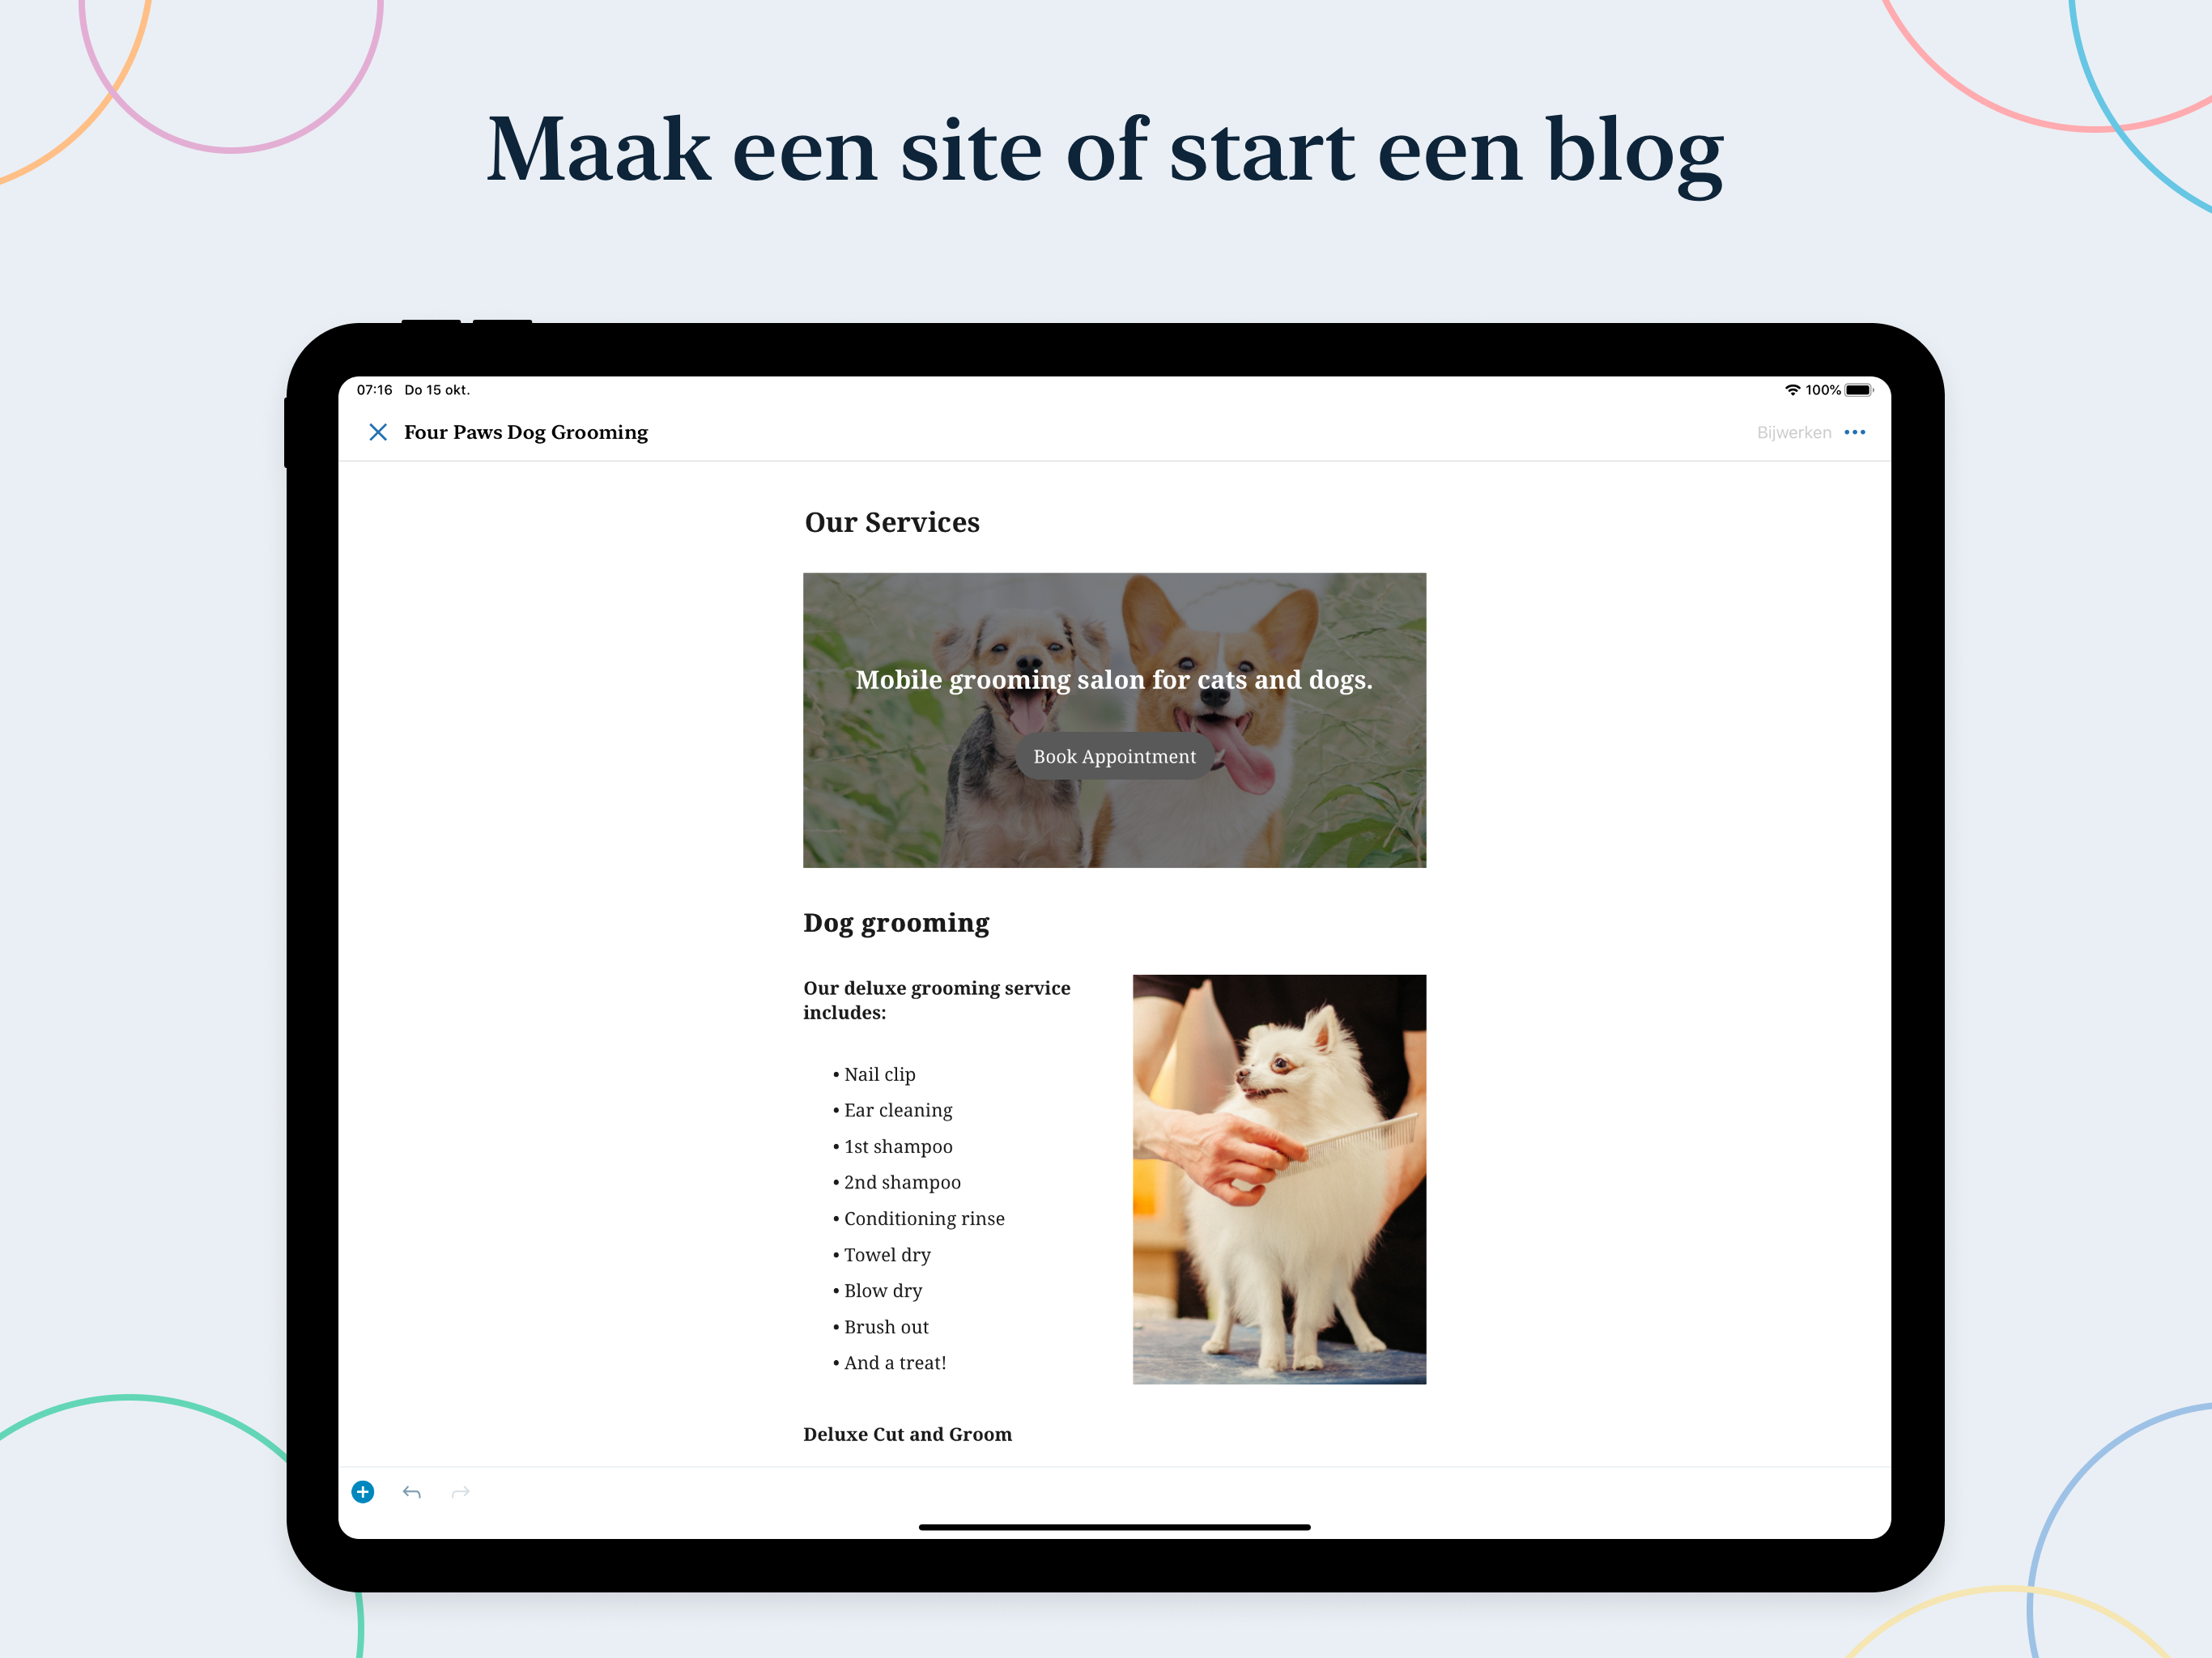 Maak een site of start een blog
07:16 Do 15 okt.
100%
Four Paws Dog Grooming
Bijwerken
Our Services
Mobile grooming salon for cats and dogs.
Book Appointment
Dog grooming
Our deluxe grooming service
includes:
• Nail clip
• Ear cleaning
• 1st shampoo
• 2nd shampoo
• Conditioning rinse
• Towel dry
• Blow dry
• Brush out
• And a treat!
Deluxe Cut and Groom